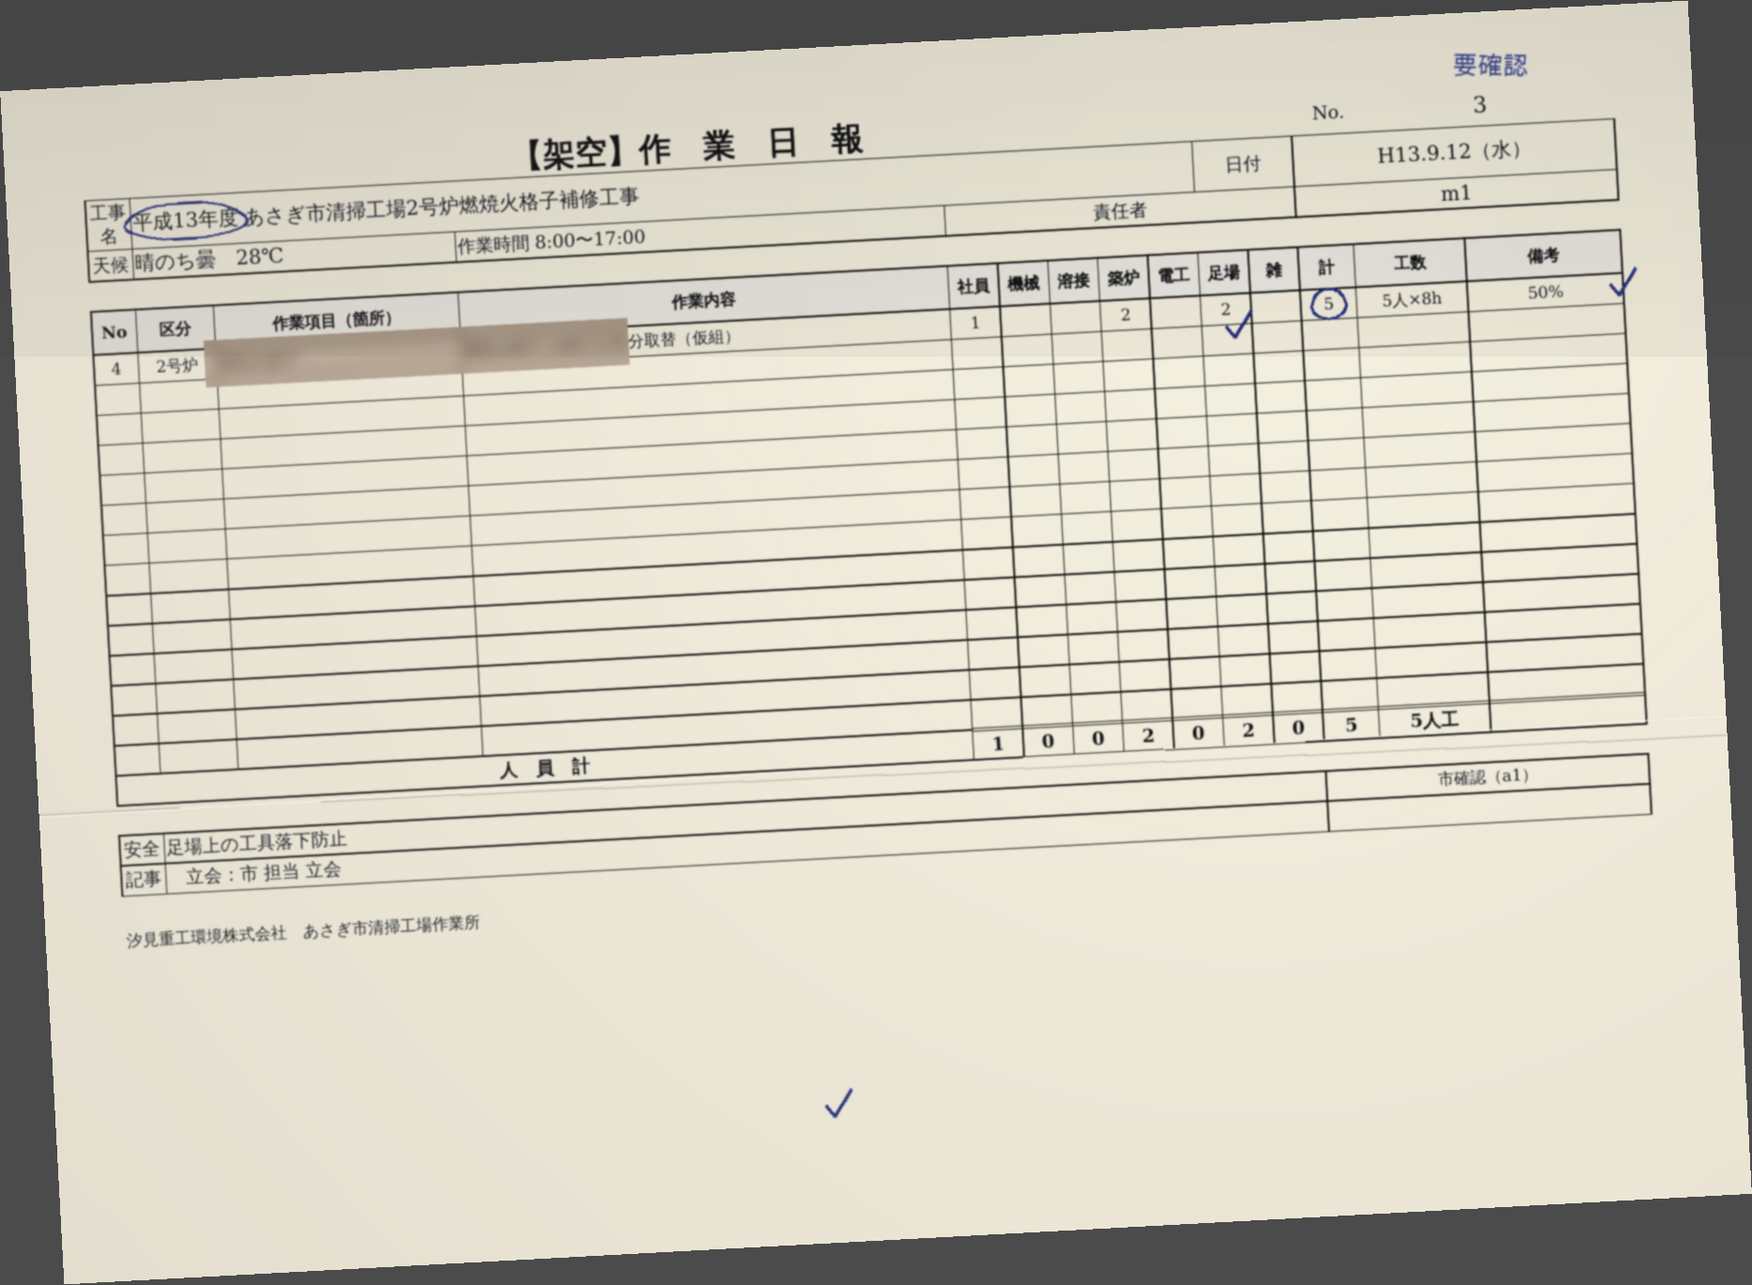 要確認
No. 3
【架空】作 業 日 報
工事名 平成13年度 あさぎ市清掃工場2号炉燃焼火格子補修工事 日付 H13.9.12（水）
天候 晴のち曇 28℃ 作業時間 8:00〜17:00 責任者 m1
No 区分 作業項目（箇所） 作業内容 社員 機械 溶接 築炉 電工 足場 雑 計 工数 備考
4 2号炉 分取替（仮組） 1 2 2 5 5人×8h 50%
人 員 計 1 0 0 2 0 2 0 5 5人工
市確認（a1）
安全 足場上の工具落下防止
記事 立会：市 担当 立会
汐見重工環境株式会社 あさぎ市清掃工場作業所